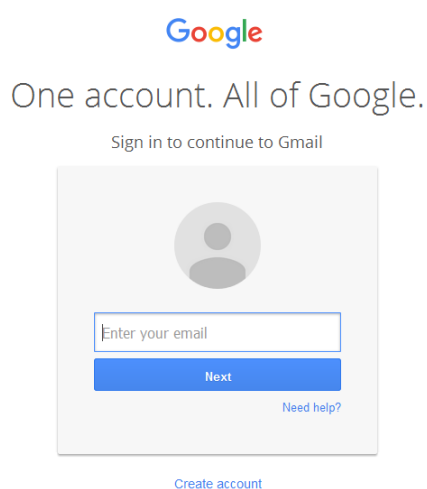 Google
One account. All of Google.
Sign in to continue to Gmail
Enter your email
Next
Need help?
Create account